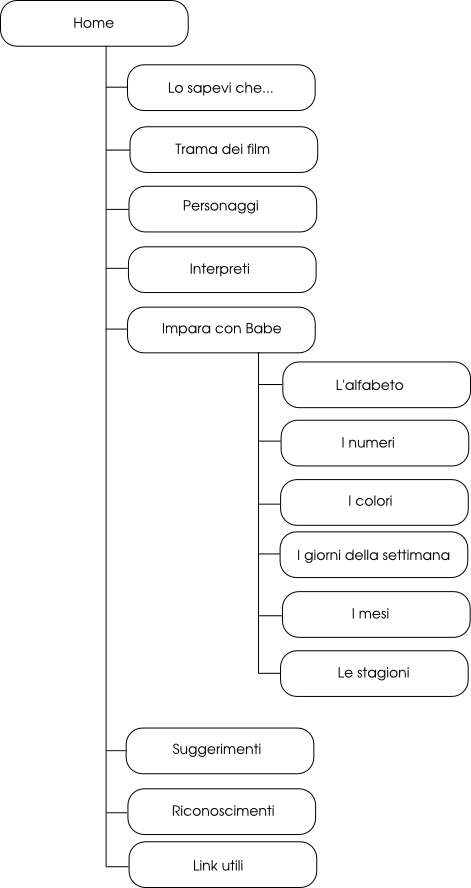 Home
Lo sapevi che...
Trama dei film
Personaggi
Interpreti
Impara con Babe
L'alfabeto
I numeri
I colori
I giorni della settimana
I mesi
Le stagioni
Suggerimenti
Riconoscimenti
Link utili